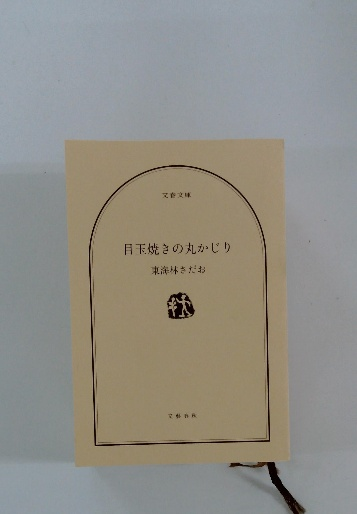 文春文庫
目玉焼きの丸かじり
東海林さだお
文藝春秋